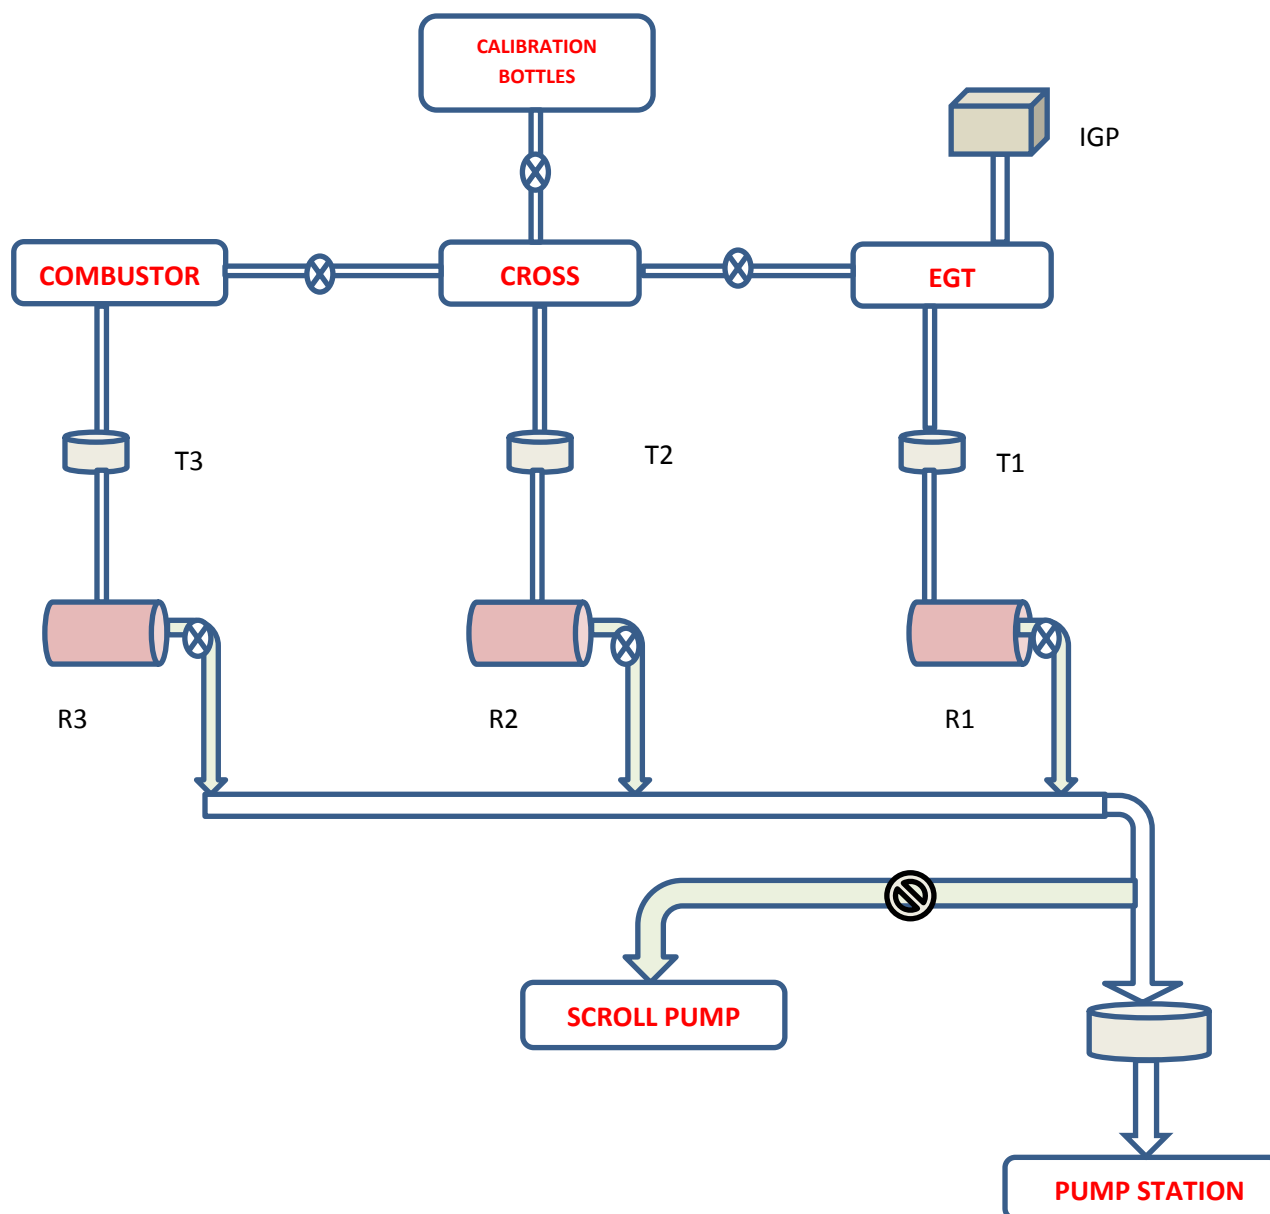 CALIBRATION
BOTTLES
IGP
COMBUSTOR
CROSS
EGT
T3
T2
T1
R3
R2
R1
SCROLL PUMP
PUMP STATION